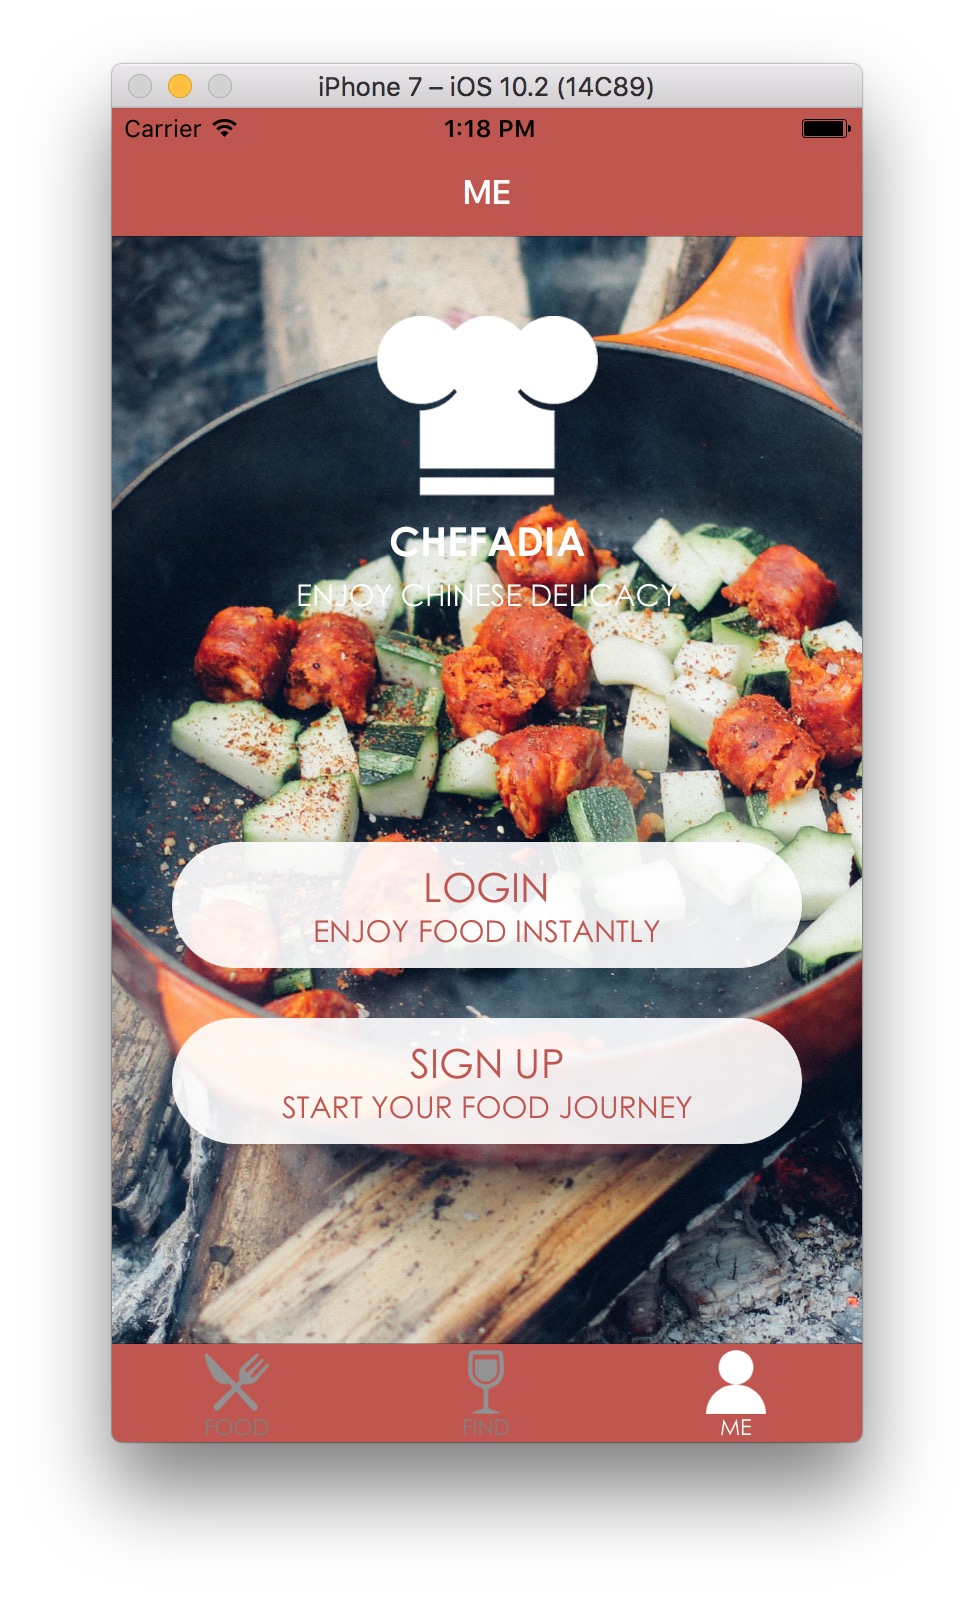 iPhone 7 – iOS 10.2 (14C89)
Carrier 1:18 PM
ME
CHEFADIA
ENJOY CHINESE DELICACY
LOGIN
ENJOY FOOD INSTANTLY
SIGN UP
START YOUR FOOD JOURNEY
FOOD FIND ME